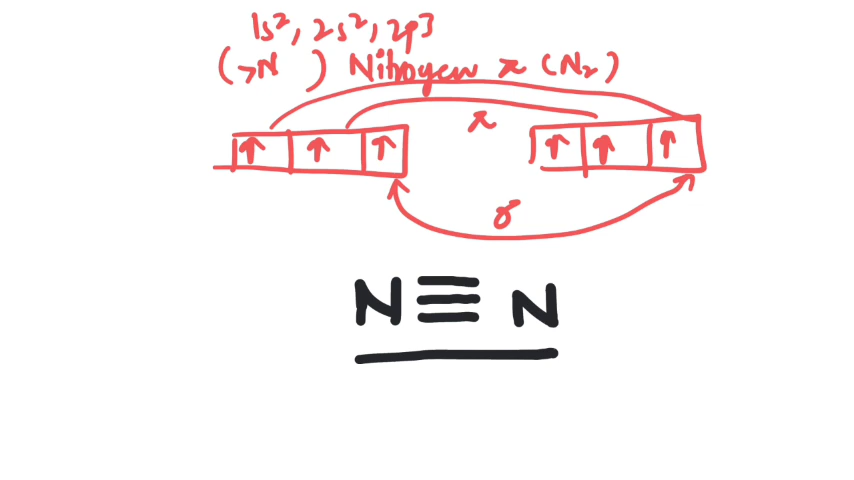 1s², 2s², 2p³
(₇N ) Nitrogen π (N₂)
π
↑ ↑ ↑ ↑ ↑ ↑
σ
N≡N